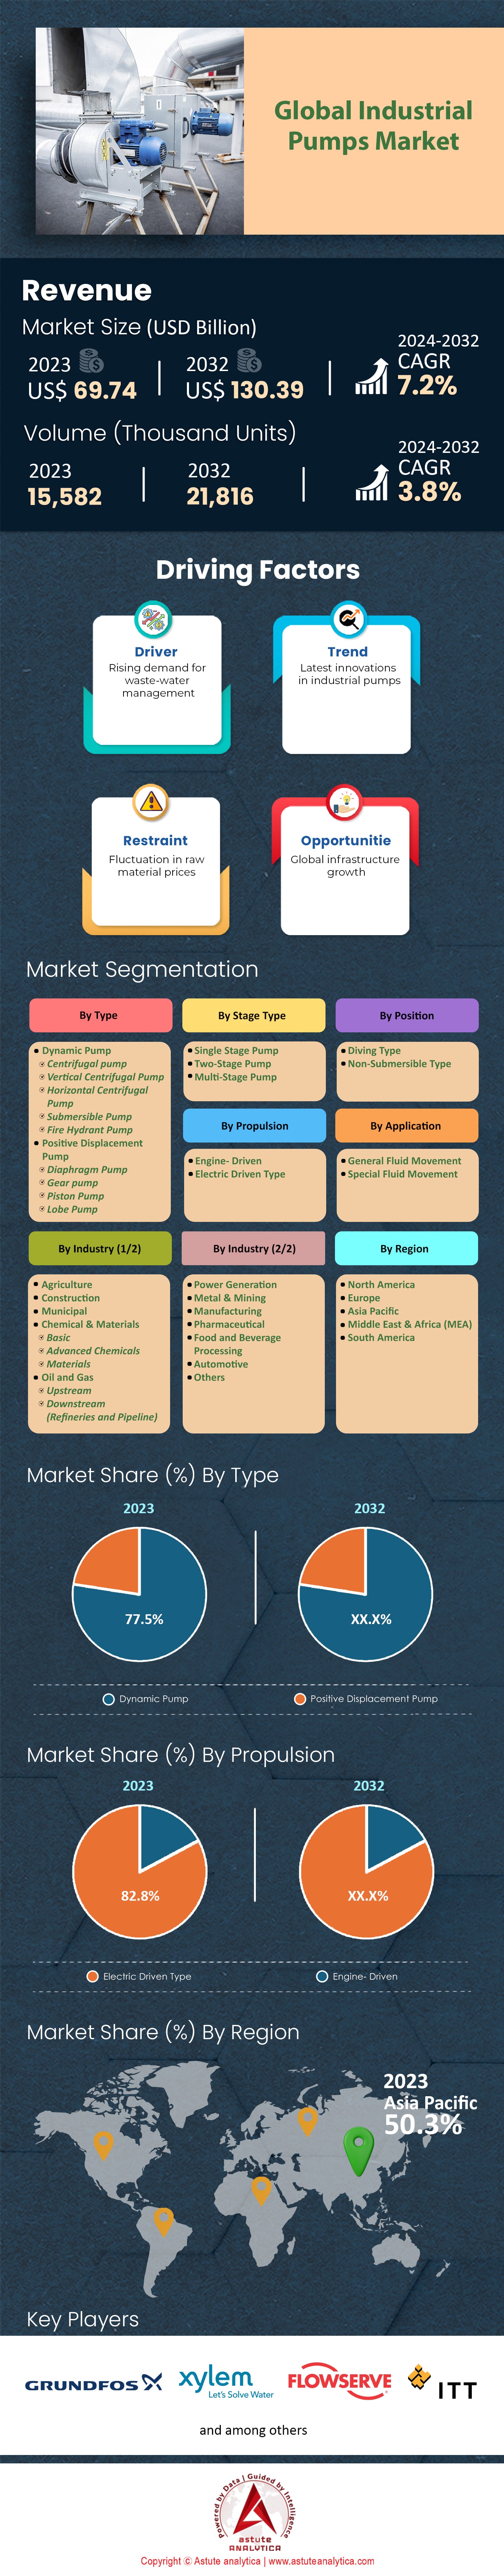 Global Industrial
Pumps Market
Revenue
Market Size (USD Billion)
2023
US$ 69.74
2032
US$ 130.39
2024-2032
CAGR
7.2%
Volume (Thousand Units)
2023
15,582
2032
21,816
2024-2032
CAGR
3.8%
Driving Factors
Driver
Rising demand for
waste-water
management
Trend
Latest innovations
in industrial pumps
Restraint
Fluctuation in raw
material prices
Opportunitie
Global infrastructure
growth
Market Segmentation
By Type
Dynamic Pump
Centrifugal pump
Vertical Centrifugal Pump
Horizontal Centrifugal
Pump
Submersible Pump
Fire Hydrant Pump
Positive Displacement
Pump
Diaphragm Pump
Gear pump
Piston Pump
Lobe Pump
By Stage Type
Single Stage Pump
Two-Stage Pump
Multi-Stage Pump
By Position
Diving Type
Non-Submersible Type
By Propulsion
Engine- Driven
Electric Driven Type
By Application
General Fluid Movement
Special Fluid Movement
By Industry (1/2)
Agriculture
Construction
Municipal
Chemical & Materials
Basic
Advanced Chemicals
Materials
Oil and Gas
Upstream
Downstream
(Refineries and Pipeline)
By Industry (2/2)
Power Generation
Metal & Mining
Manufacturing
Pharmaceutical
Food and Beverage
Processing
Automotive
Others
By Region
North America
Europe
Asia Pacific
Middle East & Africa (MEA)
South America
Market Share (%) By Type
2023
2032
77.5%
XX.X%
Dynamic Pump
Positive Displacement Pump
Market Share (%) By Propulsion
2023
2032
82.8%
XX.X%
Electric Driven Type
Engine- Driven
Market Share (%) By Region
2023
Asia Pacific
50.3%
Key Players
GRUNDFOS
xylem
Let's Solve Water
FLOWSERVE
ITT
and among others
Powered by Data | Guided by Intelligence
astute
ANALYTICA
Copyright © Astute analytica | www.astuteanalytica.com